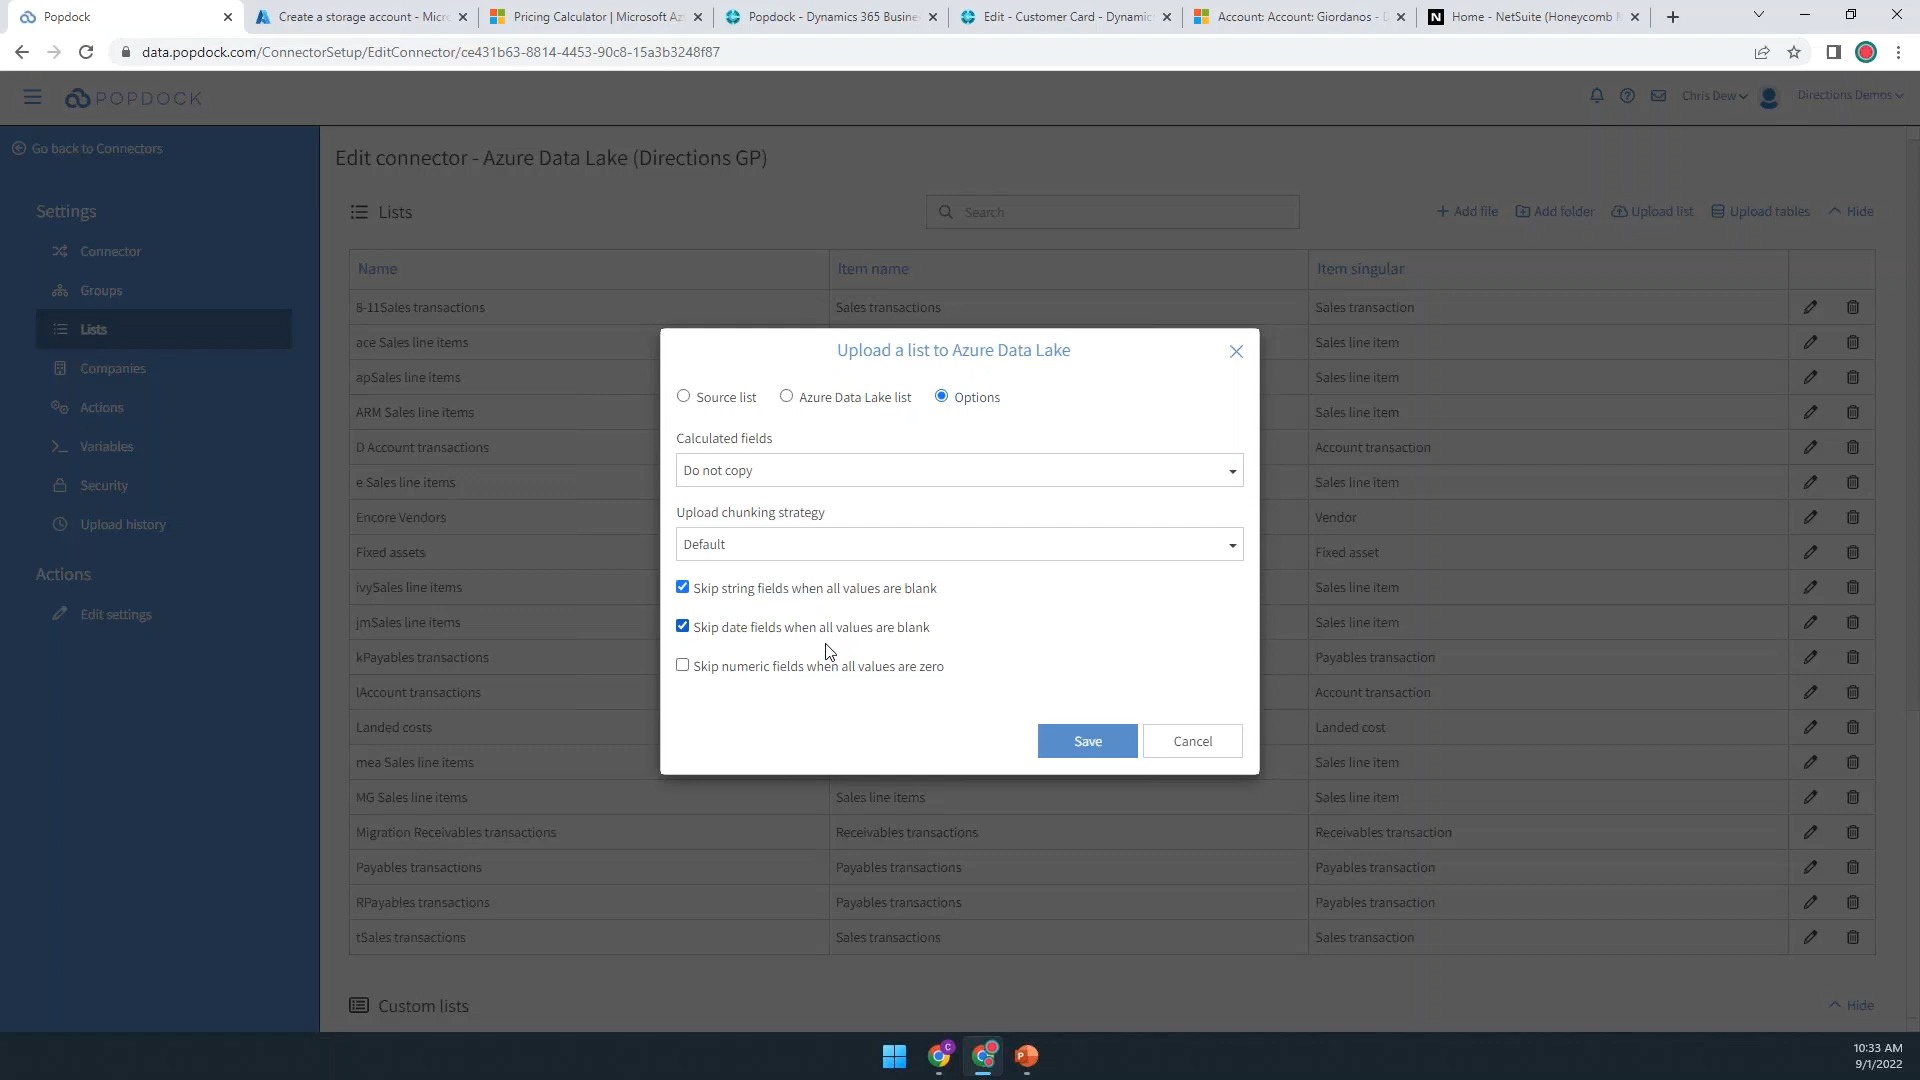 Popdock
Create a storage account - Micr
Pricing Calculator | Microsoft Az
Popdock - Dynamics 365 Busine
Edit - Customer Card - Dynamic
Account: Account: Giordanos - D
Home - NetSuite (Honeycomb M
data.popdock.com/ConnectorSetup/EditConnector/ce431b63-8814-4453-90c8-15a3b3248f87
POPDOCK
Chris Dew
Directions Demos
Go back to Connectors
Edit connector - Azure Data Lake (Directions GP)
Settings
Connector
Groups
Lists
Companies
Actions
Variables
Security
Upload history
Actions
Edit settings
Lists
Search
Add file
Add folder
Upload list
Upload tables
Hide
Name Item name Item singular
8-11Sales transactions Sales transactions Sales transaction
ace Sales line items Sales line item
apSales line items Sales line item
ARM Sales line items Sales line item
D Account transactions Account transaction
e Sales line items Sales line item
Encore Vendors Vendor
Fixed assets Fixed asset
ivySales line items Sales line item
jmSales line items Sales line item
kPayables transactions Payables transaction
lAccount transactions Account transaction
Landed costs Landed cost
mea Sales line items Sales line item
MG Sales line items Sales line items Sales line item
Migration Receivables transactions Receivables transactions Receivables transaction
Payables transactions Payables transactions Payables transaction
RPayables transactions Payables transactions Payables transaction
tSales transactions Sales transactions Sales transaction
Upload a list to Azure Data Lake
Source list
Azure Data Lake list
Options
Calculated fields
Do not copy
Upload chunking strategy
Default
Skip string fields when all values are blank
Skip date fields when all values are blank
Skip numeric fields when all values are zero
Save
Cancel
Custom lists
Hide
10:33 AM
9/1/2022